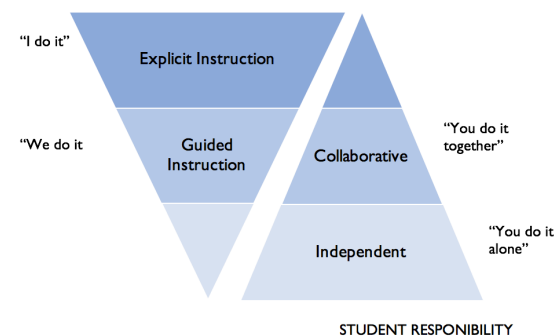 “I do it”
Explicit Instruction
“We do it
Guided
Instruction
Collaborative
“You do it
together”
Independent
“You do it
alone”
STUDENT RESPONIBILITY